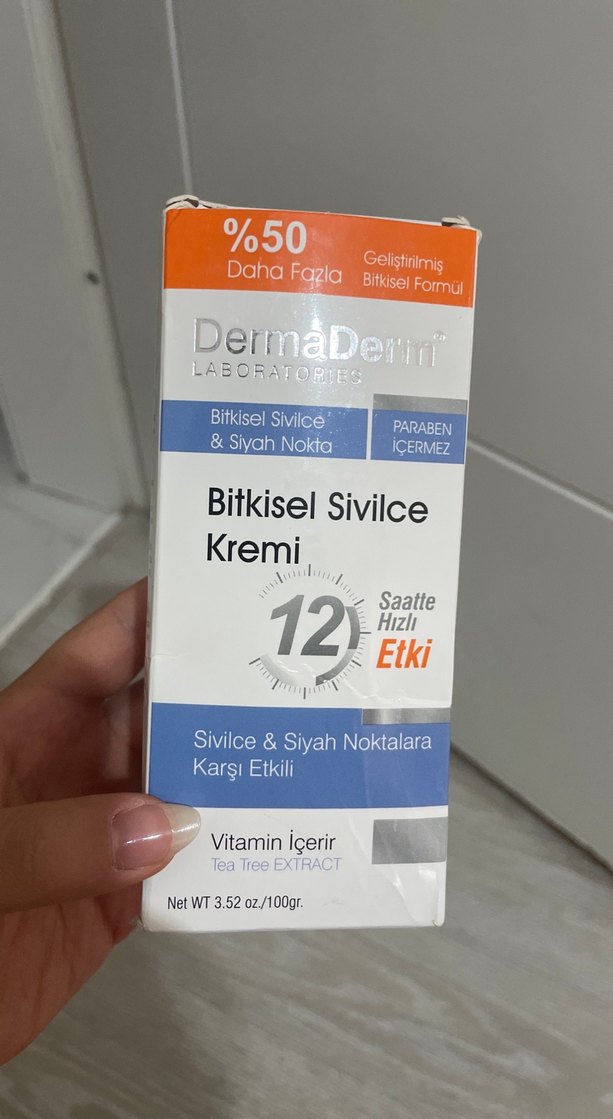 %50
Daha Fazla
Geliştirilmiş
Bitkisel Formül
DermaDerm
LABORATORIES
Bitkisel Sivilce
& Siyah Nokta
PARABEN
İÇERMEZ
Bitkisel Sivilce
Kremi
12
Saatte
Hızlı
Etki
Sivilce & Siyah Noktalara
Karşı Etkili
Vitamin İçerir
Tea Tree EXTRACT
Net WT 3.52 oz./100gr.